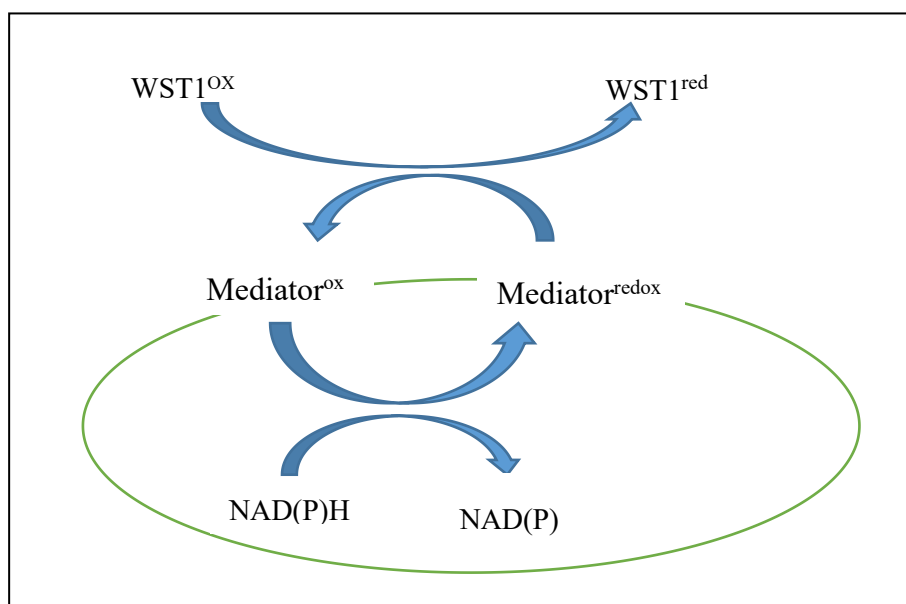 WST1ᴼˣ
WST1ʳᵉᵈ
Mediatorᵒˣ
Mediatorʳᵉᵈᵒˣ
NAD(P)H
NAD(P)